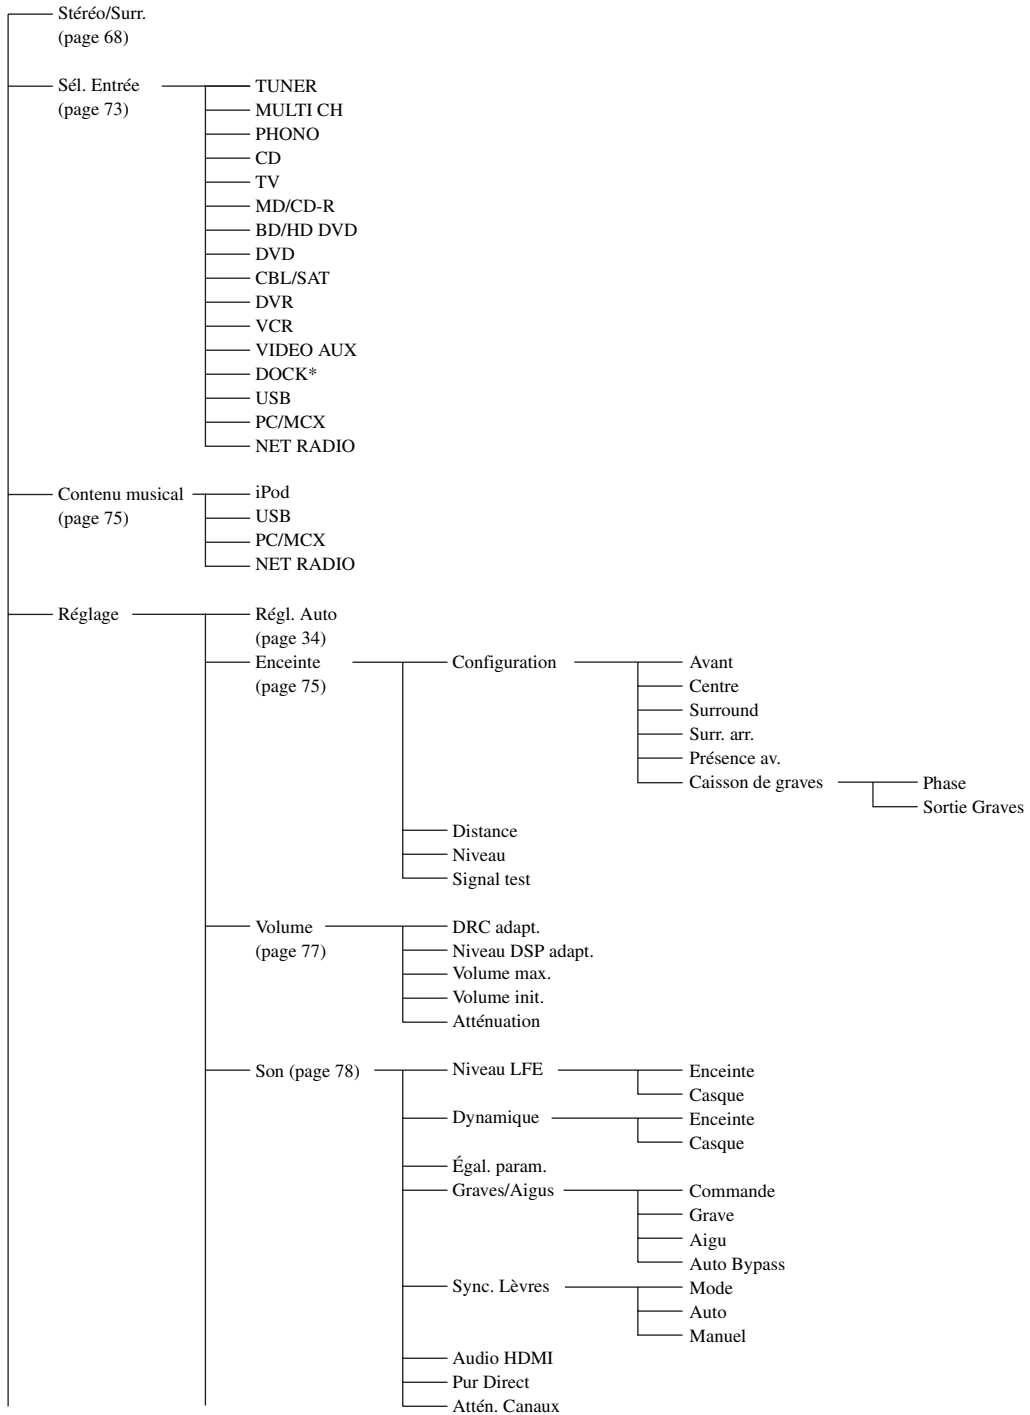 Stéréo/Surr.
(page 68)
Sél. Entrée
(page 73)
TUNER
MULTI CH
PHONO
CD
TV
MD/CD-R
BD/HD DVD
DVD
CBL/SAT
DVR
VCR
VIDEO AUX
DOCK*
USB
PC/MCX
NET RADIO
Contenu musical
(page 75)
iPod
USB
PC/MCX
NET RADIO
Réglage
Régl. Auto
(page 34)
Enceinte
(page 75)
Configuration
Avant
Centre
Surround
Surr. arr.
Présence av.
Caisson de graves
Phase
Sortie Graves
Distance
Niveau
Signal test
Volume
(page 77)
DRC adapt.
Niveau DSP adapt.
Volume max.
Volume init.
Atténuation
Son (page 78)
Niveau LFE
Enceinte
Casque
Dynamique
Enceinte
Casque
Égal. param.
Graves/Aigus
Commande
Grave
Aigu
Auto Bypass
Sync. Lèvres
Mode
Auto
Manuel
Audio HDMI
Pur Direct
Attén. Canaux